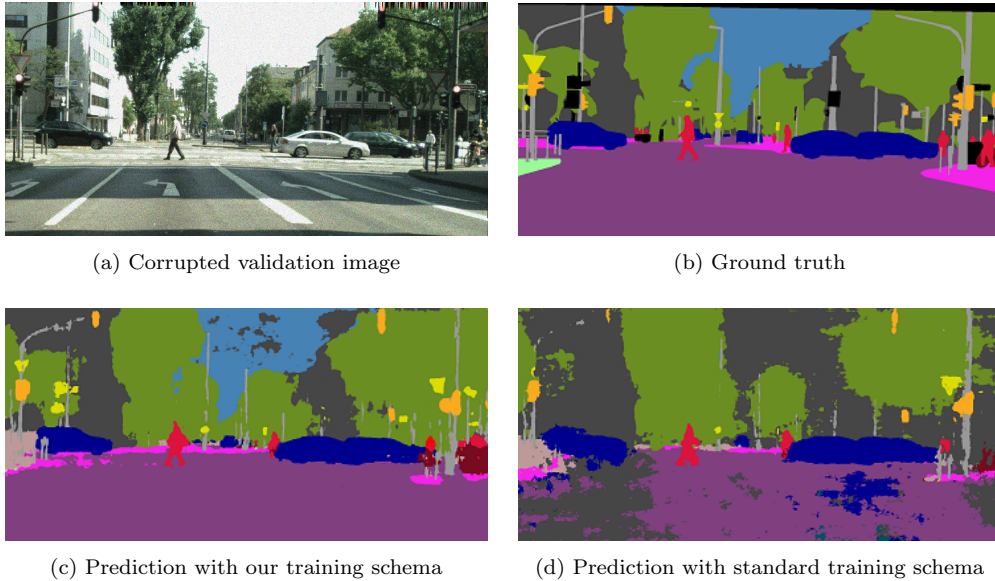 (a) Corrupted validation image
(b) Ground truth
(c) Prediction with our training schema
(d) Prediction with standard training schema